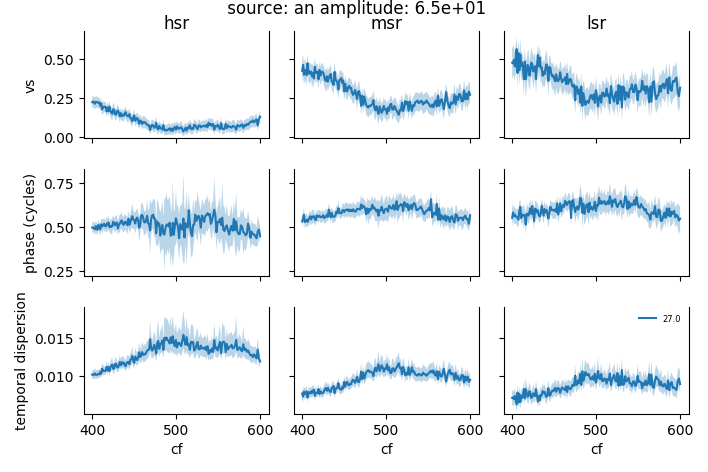 source: an amplitude: 6.5e+01
hsr msr lsr
vs
0.50
0.25
0.00
phase (cycles)
0.75
0.50
0.25
temporal dispersion
0.015
0.010
27.0
400 500 600 400 500 600 400 500 600
cf cf cf